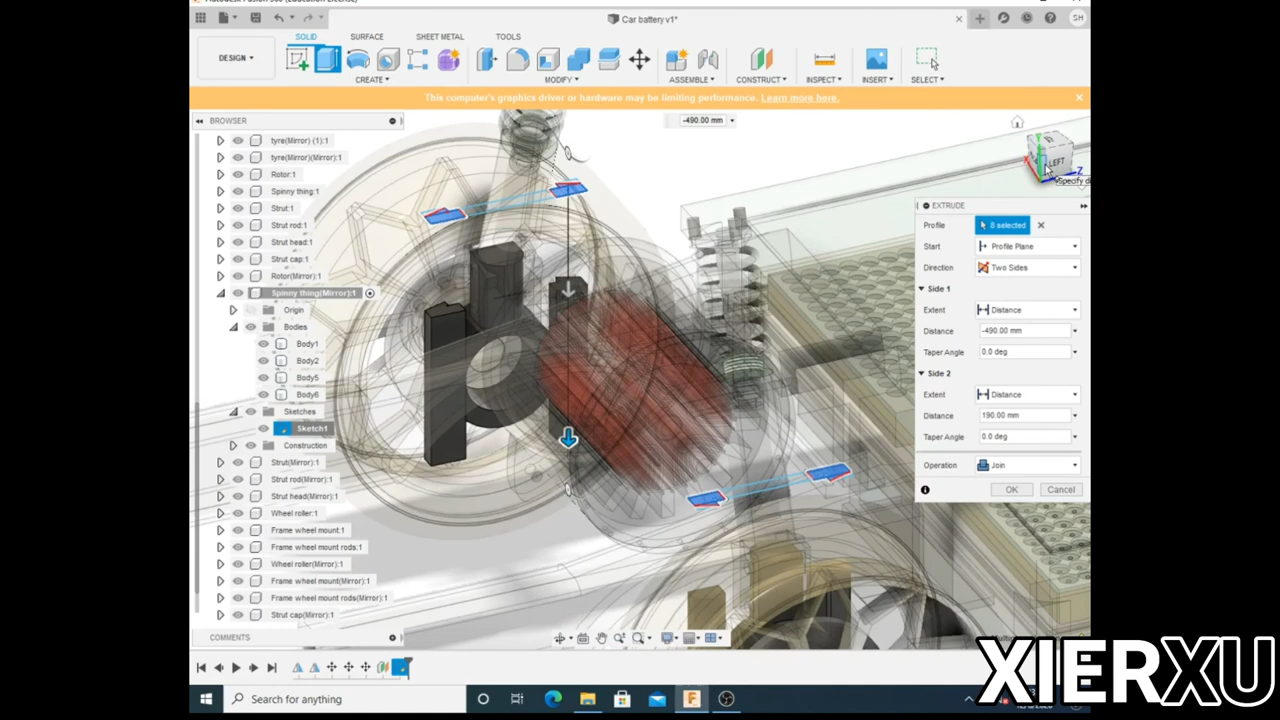 Autodesk Fusion 360 (Education License)
Car battery v1*
SH
SOLID SURFACE SHEET METAL TOOLS
DESIGN
CREATE MODIFY ASSEMBLE CONSTRUCT INSPECT INSERT SELECT
This computer's graphics driver or hardware may be limiting performance. Learn more here.
BROWSER
-490.00 mm
tyre(Mirror) (1):1
tyre(Mirror)(Mirror):1
Rotor:1
Spinny thing:1
Strut:1
Strut rod:1
Strut head:1
Strut cap:1
Rotor(Mirror):1
Spinny thing(Mirror):1
Origin
Bodies
Body1
Body2
Body5
Body6
Sketches
Sketch1
Construction
Strut(Mirror):1
Strut rod(Mirror):1
Strut head(Mirror):1
Wheel roller:1
Frame wheel mount:1
Frame wheel mount rods:1
Wheel roller(Mirror):1
Frame wheel mount(Mirror):1
Frame wheel mount rods(Mirror):1
Strut cap(Mirror):1
LEFT
X
Z
EXTRUDE
Profile 8 selected
Start Profile Plane
Direction Two Sides
Side 1
Extent Distance
Distance -490.00 mm
Taper Angle 0.0 deg
Side 2
Extent Distance
Distance 190.00 mm
Taper Angle 0.0 deg
Operation Join
OK Cancel
COMMENTS
Search for anything
XIERXU